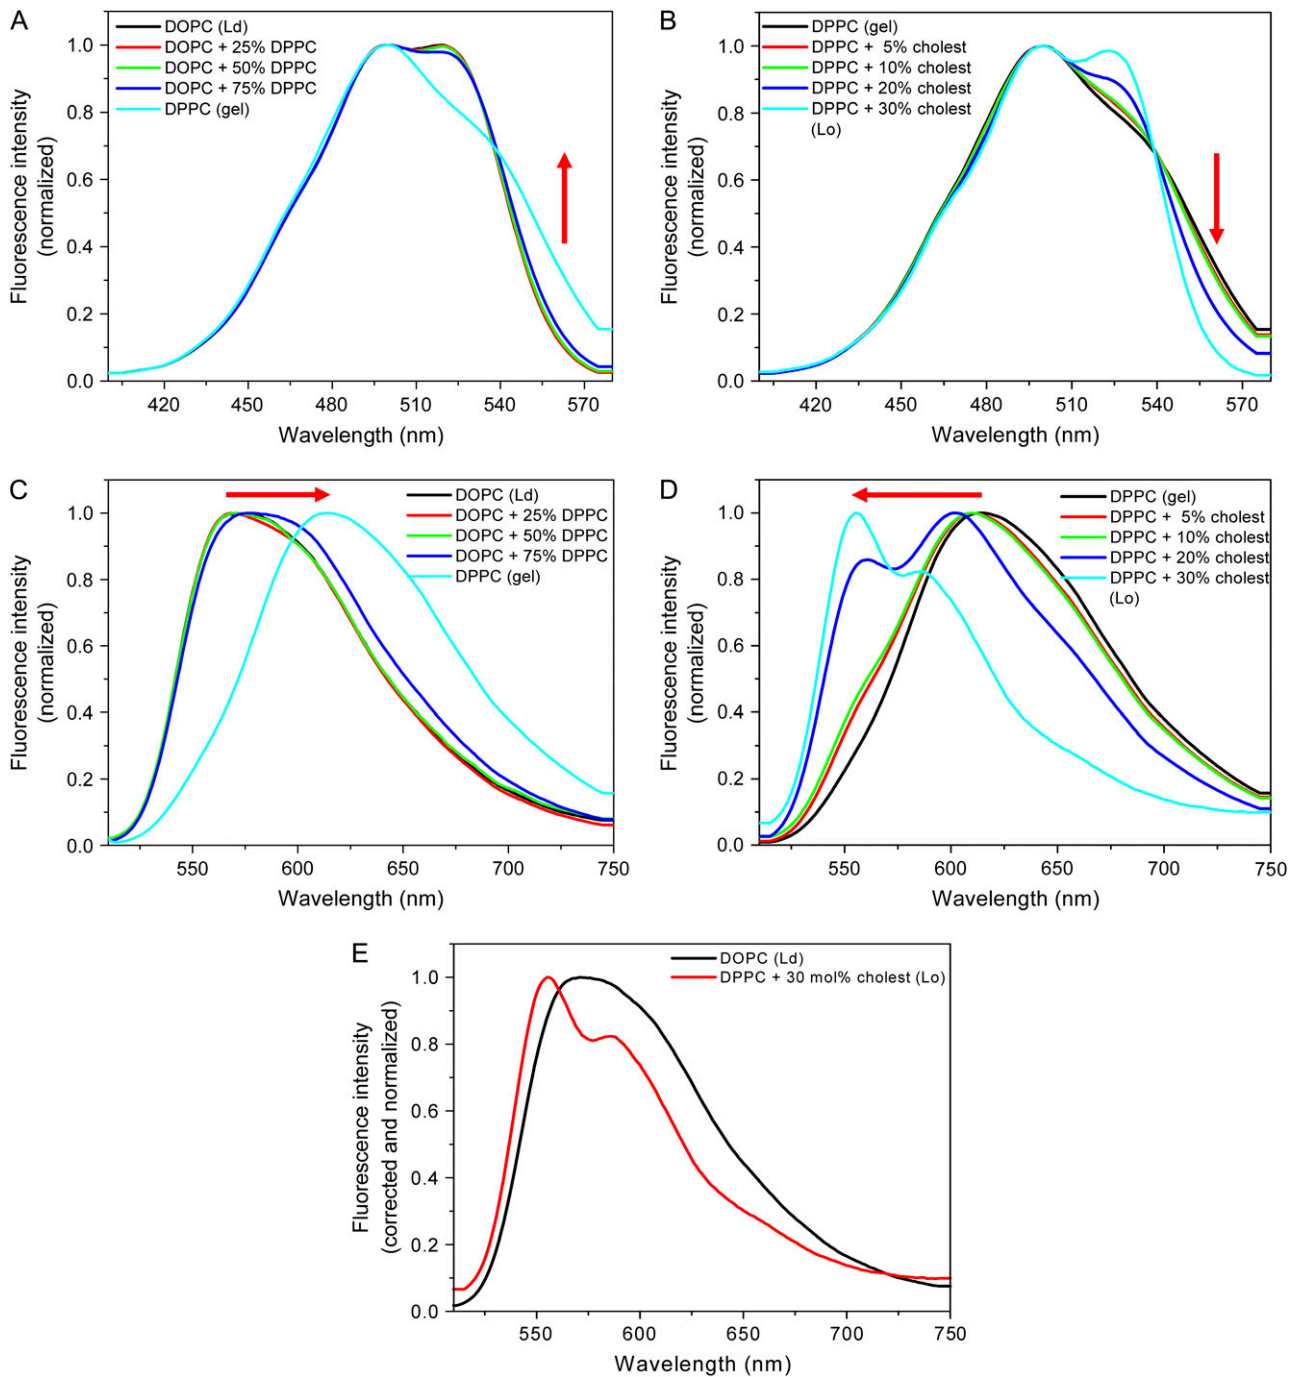 A
DOPC (Ld)
DOPC + 25% DPPC
DOPC + 50% DPPC
DOPC + 75% DPPC
DPPC (gel)
Fluorescence intensity
(normalized)
1.0
0.8
0.6
0.4
0.2
0.0
420 450 480 510 540 570
Wavelength (nm)
B
DPPC (gel)
DPPC + 5% cholest
DPPC + 10% cholest
DPPC + 20% cholest
DPPC + 30% cholest
(Lo)
Fluorescence intensity
(normalized)
1.0
0.8
0.6
0.4
0.2
0.0
420 450 480 510 540 570
Wavelength (nm)
C
DOPC (Ld)
DOPC + 25% DPPC
DOPC + 50% DPPC
DOPC + 75% DPPC
DPPC (gel)
Fluorescence intensity
(normalized)
1.0
0.8
0.6
0.4
0.2
0.0
550 600 650 700 750
Wavelength (nm)
D
DPPC (gel)
DPPC + 5% cholest
DPPC + 10% cholest
DPPC + 20% cholest
DPPC + 30% cholest
(Lo)
Fluorescence intensity
(normalized)
1.0
0.8
0.6
0.4
0.2
0.0
550 600 650 700 750
Wavelength (nm)
E
DOPC (Ld)
DPPC + 30 mol% cholest (Lo)
Fluorescence intensity
(corrected and normalized)
1.0
0.8
0.6
0.4
0.2
0.0
550 600 650 700 750
Wavelength (nm)